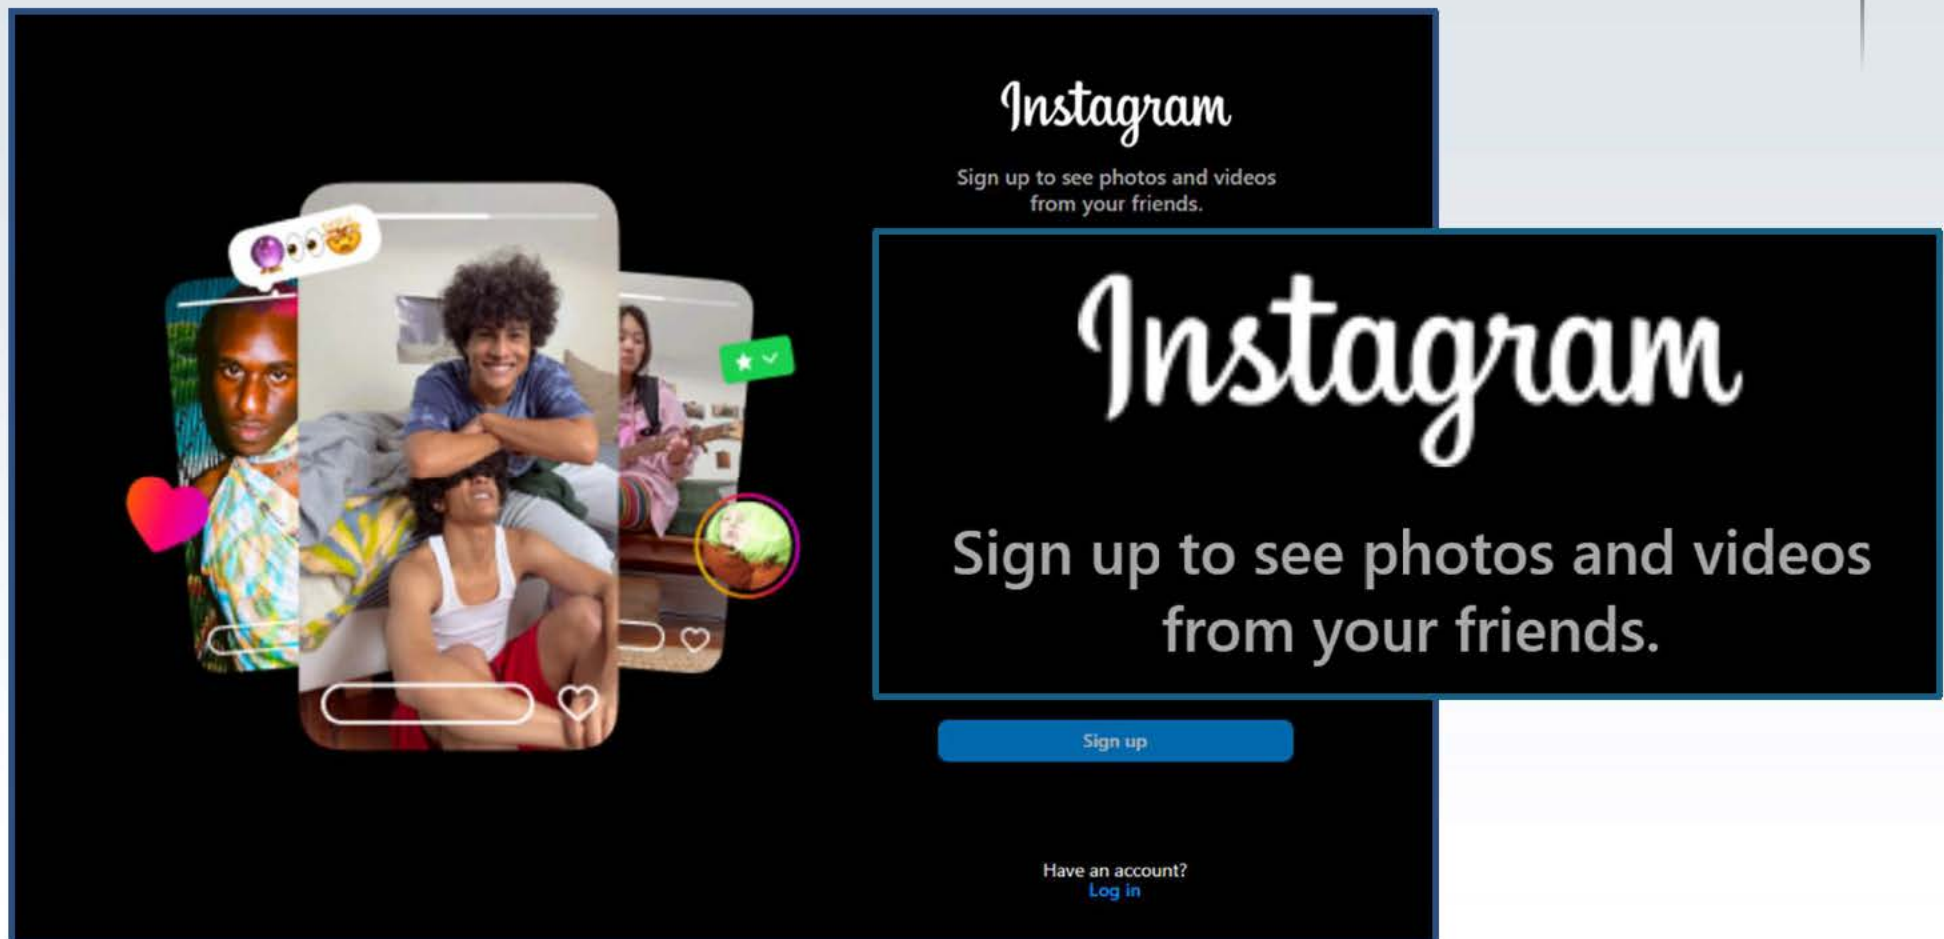 Instagram
Sign up to see photos and videos
from your friends.
Instagram
Sign up to see photos and videos
from your friends.
Sign up
Have an account?
Log in